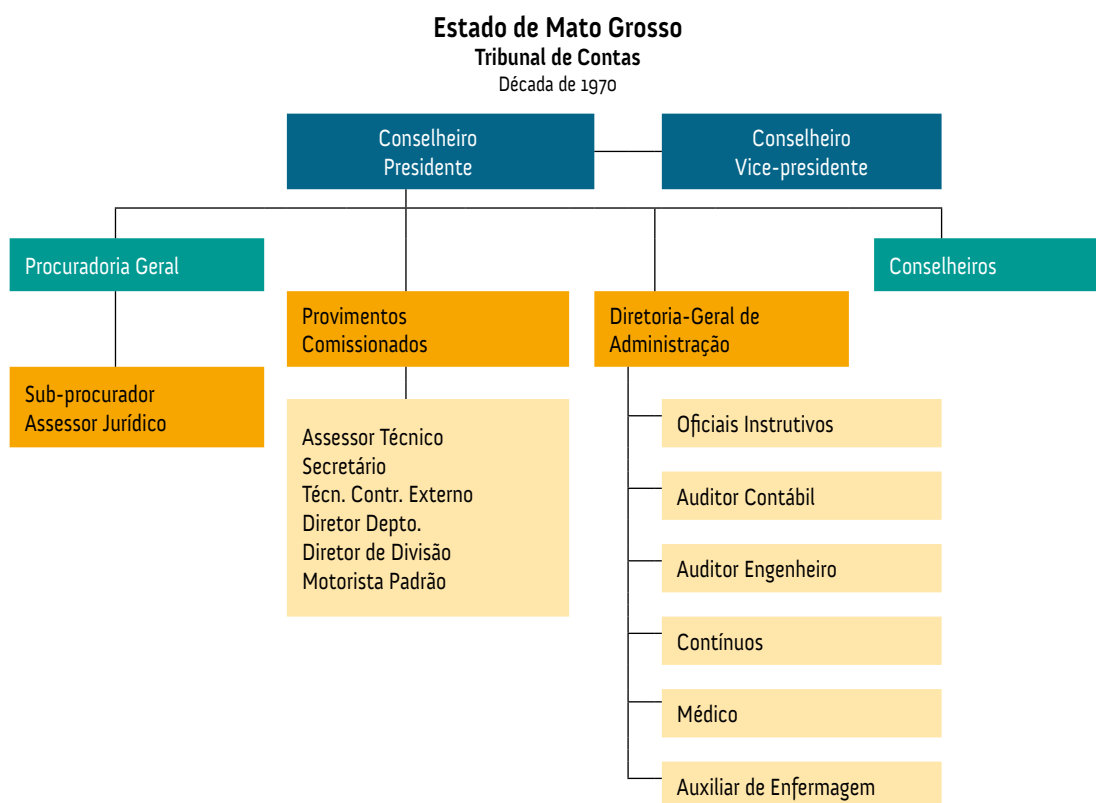 Estado de Mato Grosso
Tribunal de Contas
Década de 1970
Conselheiro
Presidente
Conselheiro
Vice-presidente
Procuradoria Geral
Conselheiros
Provimentos
Comissionados
Diretoria-Geral de
Administração
Sub-procurador
Assessor Jurídico
Assessor Técnico
Secretário
Técn. Contr. Externo
Diretor Depto.
Diretor de Divisão
Motorista Padrão
Oficiais Instrutivos
Auditor Contábil
Auditor Engenheiro
Contínuos
Médico
Auxiliar de Enfermagem